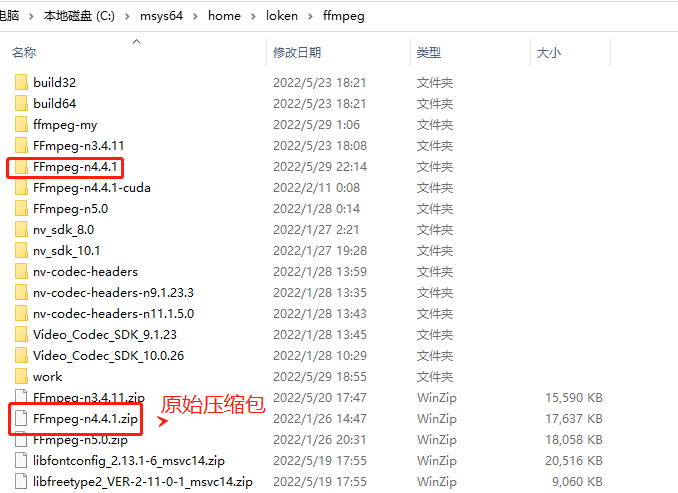 电脑 > 本地磁盘 (C:) > msys64 > home > loken > ffmpeg
名称 修改日期 类型 大小
build32 2022/5/23 18:21 文件夹
build64 2022/5/23 18:21 文件夹
ffmpeg-my 2022/5/29 1:06 文件夹
FFmpeg-n3.4.11 2022/5/23 18:08 文件夹
FFmpeg-n4.4.1 2022/5/29 22:14 文件夹
FFmpeg-n4.4.1-cuda 2022/2/11 0:08 文件夹
FFmpeg-n5.0 2022/1/28 0:14 文件夹
nv_sdk_8.0 2022/1/27 2:21 文件夹
nv_sdk_10.1 2022/1/27 19:28 文件夹
nv-codec-headers 2022/1/28 13:59 文件夹
nv-codec-headers-n9.1.23.3 2022/1/28 13:35 文件夹
nv-codec-headers-n11.1.5.0 2022/1/28 13:43 文件夹
Video_Codec_SDK_9.1.23 2022/1/28 13:45 文件夹
Video_Codec_SDK_10.0.26 2022/1/28 10:29 文件夹
work 2022/5/29 18:55 文件夹
FFmpeg-n3.4.11.zip 2022/5/20 17:47 WinZip 15,590 KB
原始压缩包
FFmpeg-n4.4.1.zip 2022/1/26 14:47 WinZip 17,637 KB
FFmpeg-n5.0.zip 2022/1/26 20:31 WinZip 18,058 KB
libfontconfig_2.13.1-6_msvc14.zip 2022/5/19 17:55 WinZip 20,516 KB
libfreetype2_VER-2-11-0-1_msvc14.zip 2022/5/19 17:55 WinZip 9,060 KB